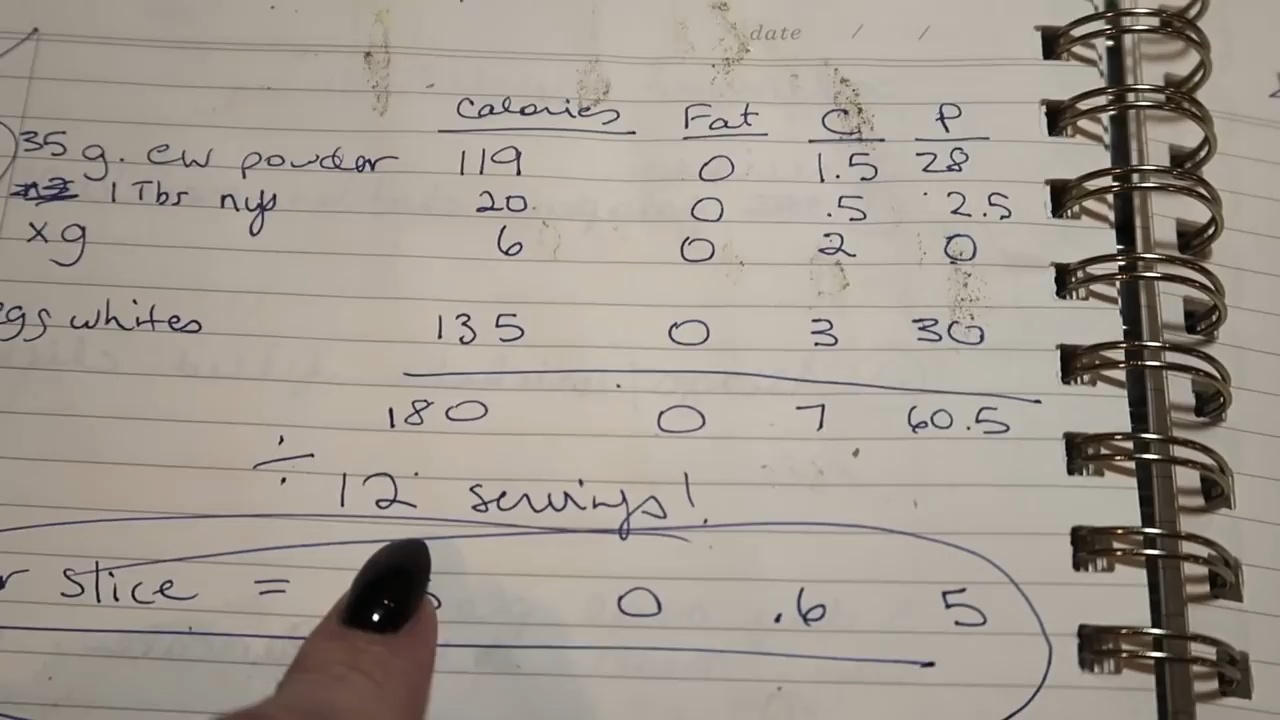 date / /
Calories Fat C P
35 g. ew powder 119 0 1.5 28
1 Tbs nys 20 0 .5 2.5
xg 6 0 2 0
egs whites 135 0 3 30
180 0 7 60.5
÷ 12 servings!
r slice = 0 .6 5